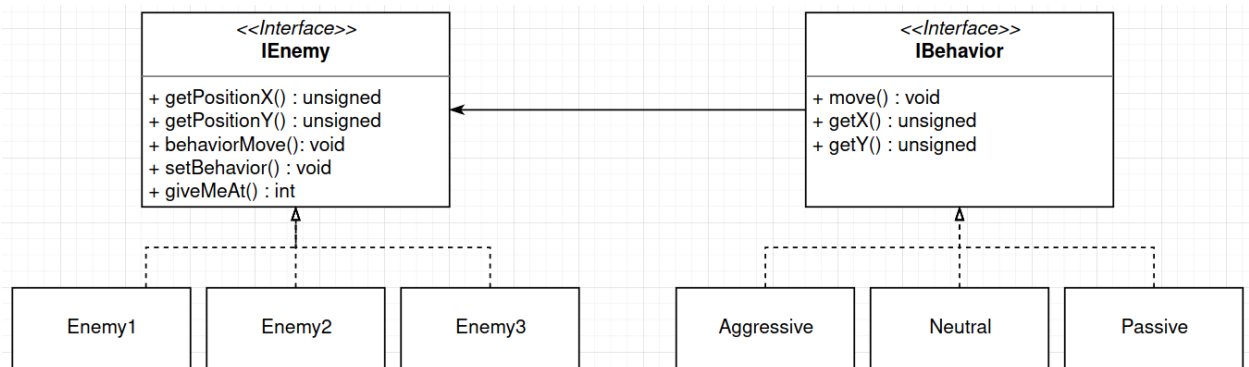 <<Interface>>
IEnemy
+ getPositionX() : unsigned
+ getPositionY() : unsigned
+ behaviorMove(): void
+ setBehavior() : void
+ giveMeAt() : int
<<Interface>>
IBehavior
+ move() : void
+ getX() : unsigned
+ getY() : unsigned
Enemy1
Enemy2
Enemy3
Aggressive
Neutral
Passive